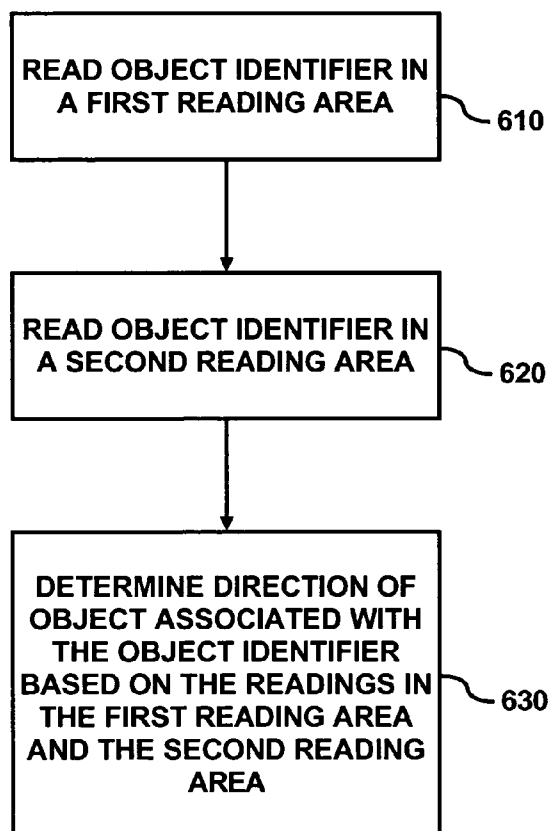 READ OBJECT IDENTIFIER IN
A FIRST READING AREA
610
READ OBJECT IDENTIFIER IN
A SECOND READING AREA
620
DETERMINE DIRECTION OF
OBJECT ASSOCIATED WITH
THE OBJECT IDENTIFIER
BASED ON THE READINGS IN
THE FIRST READING AREA
AND THE SECOND READING
AREA
630